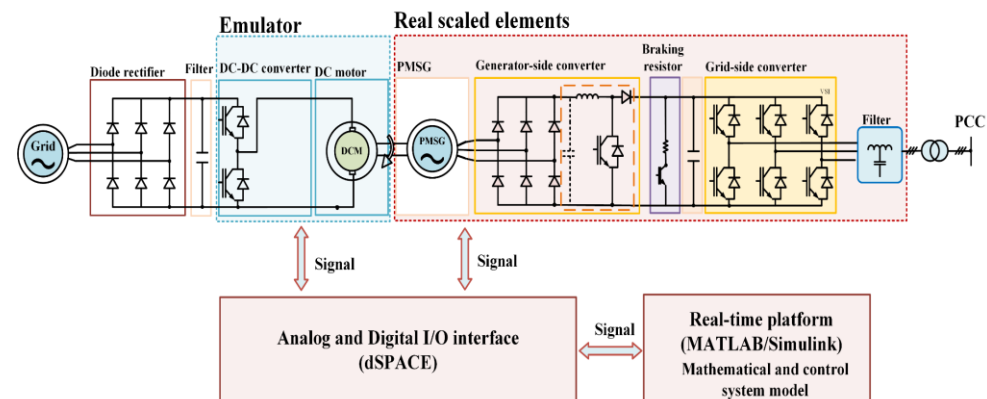 Emulator
Real scaled elements
Diode rectifier
Filter
DC-DC converter
DC motor
PMSG
Generator-side converter
Braking
resistor
Grid-side converter
VSI
Filter
PCC
Grid
DCM
PMSG
Signal
Signal
Analog and Digital I/O interface
(dSPACE)
Signal
Real-time platform
(MATLAB/Simulink)
Mathematical and control
system model